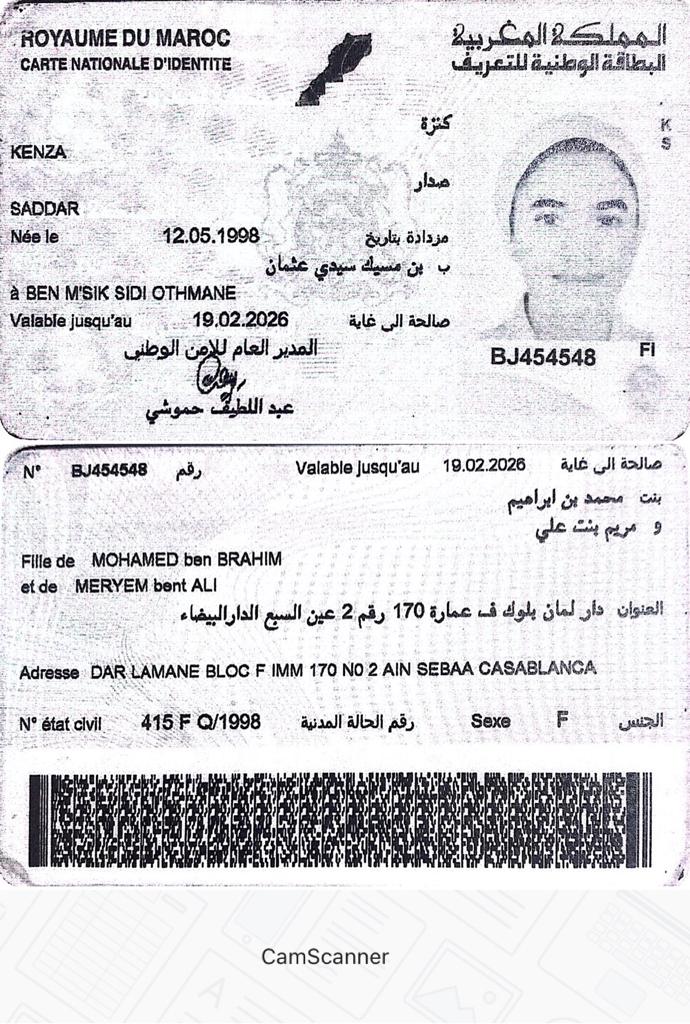 ROYAUME DU MAROC
المملكة المغربية
CARTE NATIONALE D'IDENTITE
البطاقة الوطنية للتعريف
كنزة
K
S
KENZA
صدار
SADDAR
Née le 12.05.1998 مزدادة بتاريخ
ب بن مسيك سيدي عثمان
à BEN M'SIK SIDI OTHMANE
Valable jusqu'au 19.02.2026 صالحة الى غاية
المدير العام للامن الوطني
عبد اللطيف حموشي
BJ454548
FI
N° BJ454548 رقم Valable jusqu'au 19.02.2026 صالحة الى غاية
بنت محمد بن ابراهيم
و مريم بنت علي
Fille de MOHAMED ben BRAHIM
et de MERYEM bent ALI
العنوان دار لمان بلوك ف عمارة 170 رقم 2 عين السبع الدارالبيضاء
Adresse DAR LAMANE BLOC F IMM 170 N0 2 AIN SEBAA CASABLANCA
N° état civil 415 F Q/1998 رقم الحالة المدنية Sexe F الجنس
CamScanner